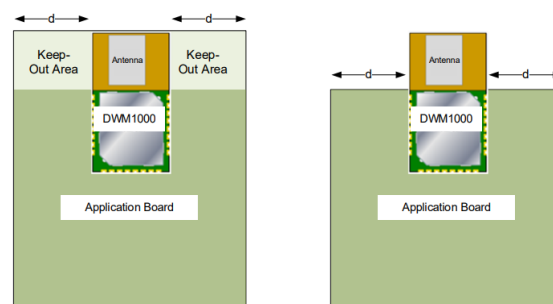 d
d
Keep-
Out Area
Antenna
Keep-
Out Area
DWM1000
Application Board
Antenna
d
d
DWM1000
Application Board